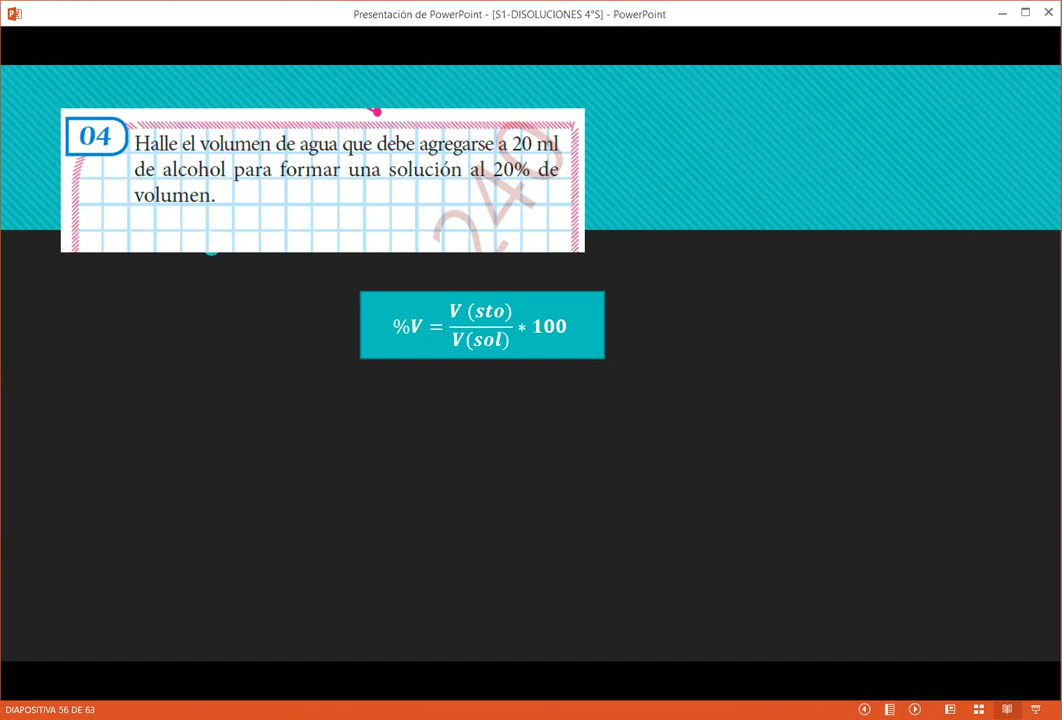 Presentación de PowerPoint - [S1-DISOLUCIONES 4°S] - PowerPoint
04
Halle el volumen de agua que debe agregarse a 20 ml
de alcohol para formar una solución al 20% de
volumen.
240
%V = V (sto) / V(sol) * 100
DIAPOSITIVA 56 DE 63